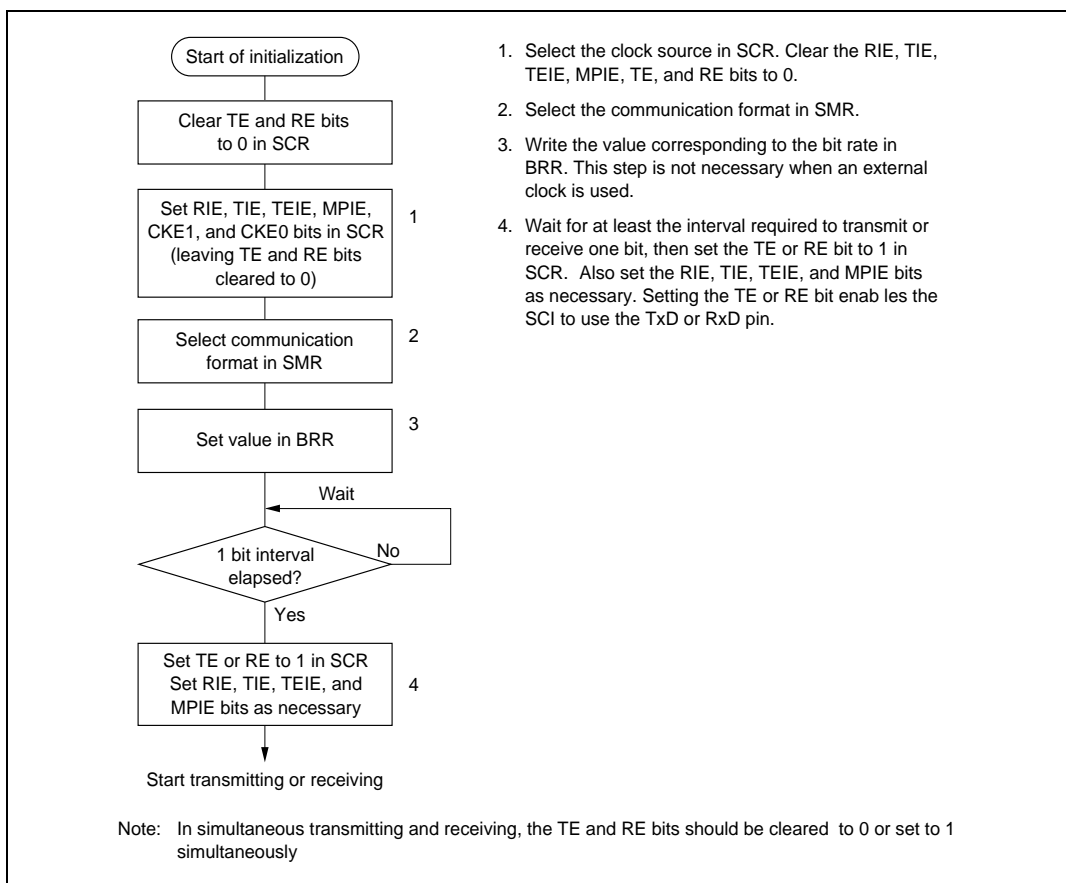 Start of initialization
Clear TE and RE bits
to 0 in SCR
Set RIE, TIE, TEIE, MPIE,
CKE1, and CKE0 bits in SCR
(leaving TE and RE bits
cleared to 0)
1
Select communication
format in SMR
2
Set value in BRR
3
Wait
1 bit interval
elapsed?
No
Yes
Set TE or RE to 1 in SCR
Set RIE, TIE, TEIE, and
MPIE bits as necessary
4
Start transmitting or receiving
1. Select the clock source in SCR. Clear the RIE, TIE,
TEIE, MPIE, TE, and RE bits to 0.
2. Select the communication format in SMR.
3. Write the value corresponding to the bit rate in
BRR. This step is not necessary when an external
clock is used.
4. Wait for at least the interval required to transmit or
receive one bit, then set the TE or RE bit to 1 in
SCR.  Also set the RIE, TIE, TEIE, and MPIE bits
as necessary. Setting the TE or RE bit enab les the
SCI to use the TxD or RxD pin.
Note: In simultaneous transmitting and receiving, the TE and RE bits should be cleared  to 0 or set to 1
simultaneously